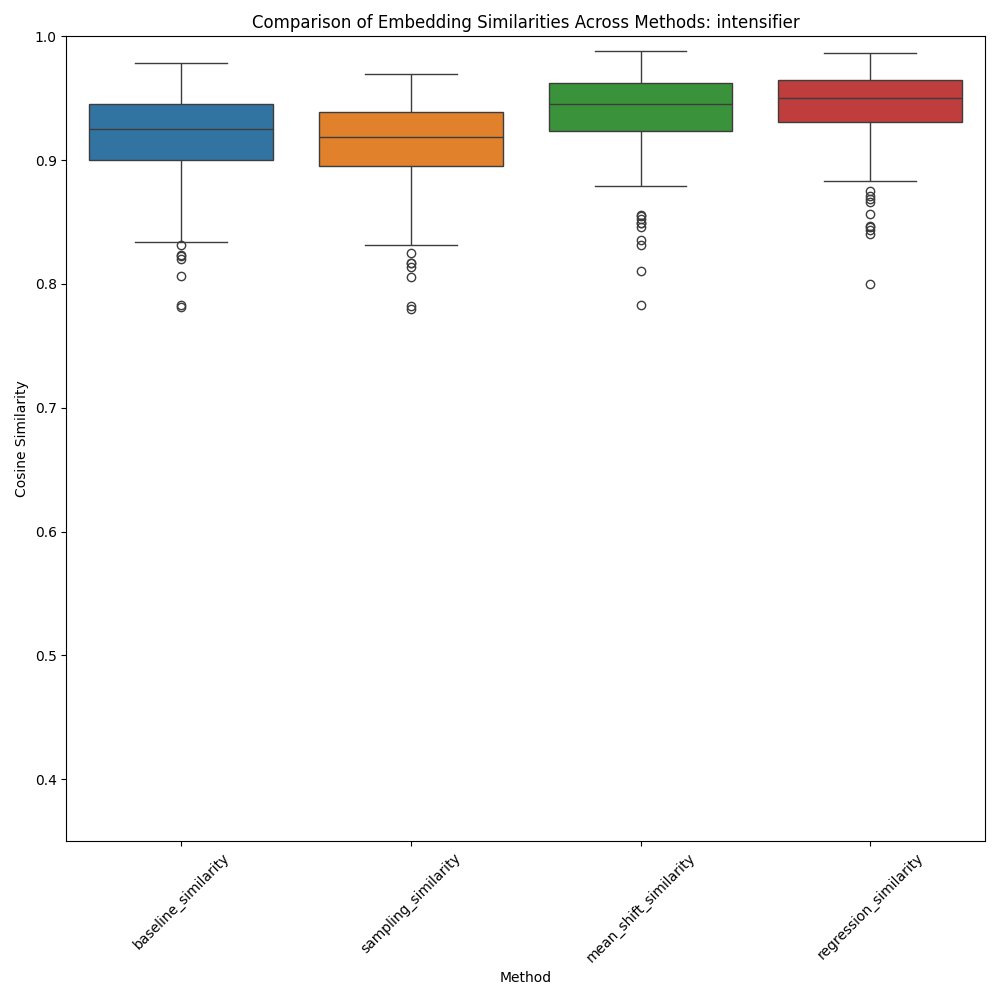 Comparison of Embedding Similarities Across Methods: intensifier
1.0
0.9
0.8
0.7
0.6
0.5
0.4
Cosine Similarity
baseline_similarity
sampling_similarity
mean_shift_similarity
regression_similarity
Method